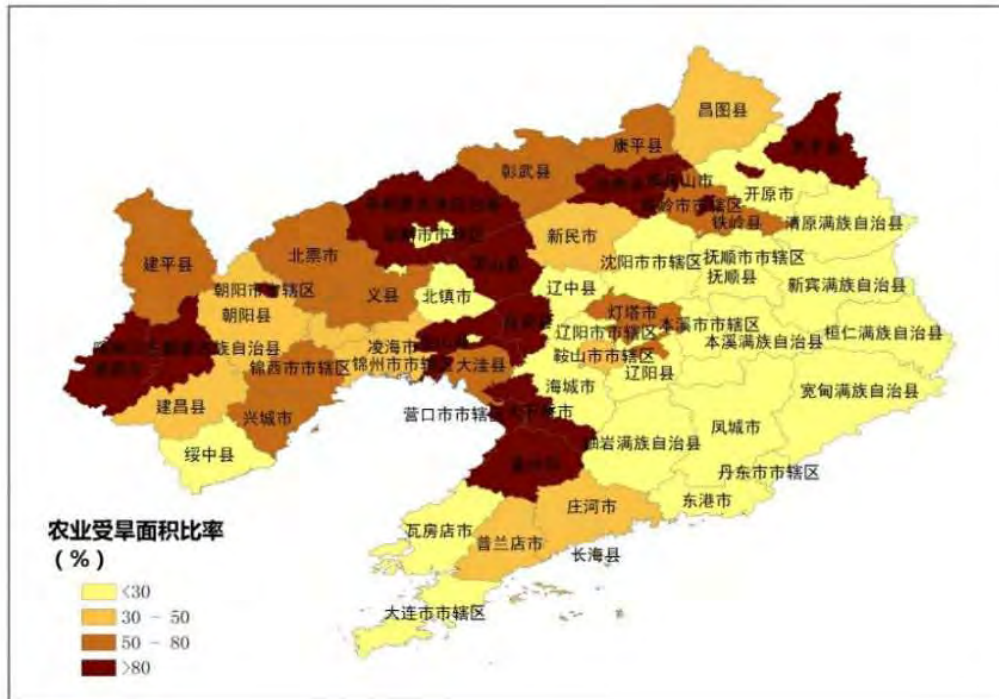 昌图县
康平县
彰武县
开原市
铁岭县
清原满族自治县
新民市
沈阳市市辖区
抚顺市市辖区
抚顺县
新宾满族自治县
北票市
建平县
朝阳市市辖区
朝阳县
义县
北镇市
辽中县
灯塔市
辽阳市市辖区
本溪市市辖区
本溪满族自治县
桓仁满族自治县
凌海市
锦州市市辖区
大洼县
鞍山市市辖区
辽阳县
锦西市市辖区
海城市
宽甸满族自治县
建昌县
兴城市
营口市市辖区
凤城市
绥中县
岫岩满族自治县
丹东市市辖区
东港市
庄河市
瓦房店市
普兰店市
长海县
大连市市辖区
农业受旱面积比率
(%)
<30
30 - 50
50 - 80
>80